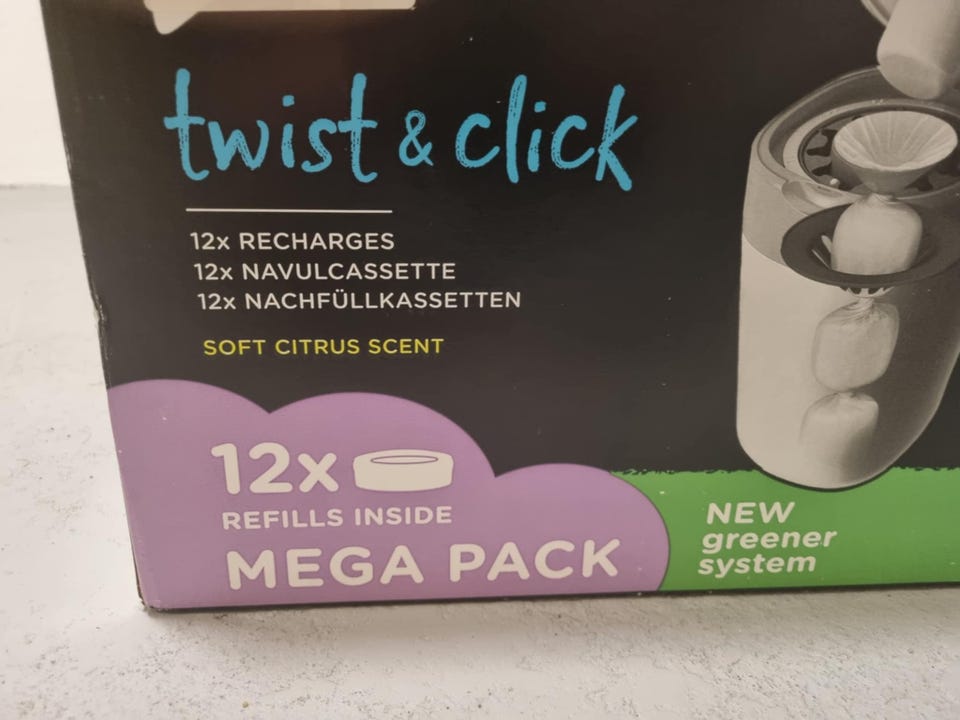 twist & click
12x RECHARGES
12x NAVULCASSETTE
12x NACHFÜLLKASSETTEN
SOFT CITRUS SCENT
12x
REFILLS INSIDE
MEGA PACK
NEW
greener
system